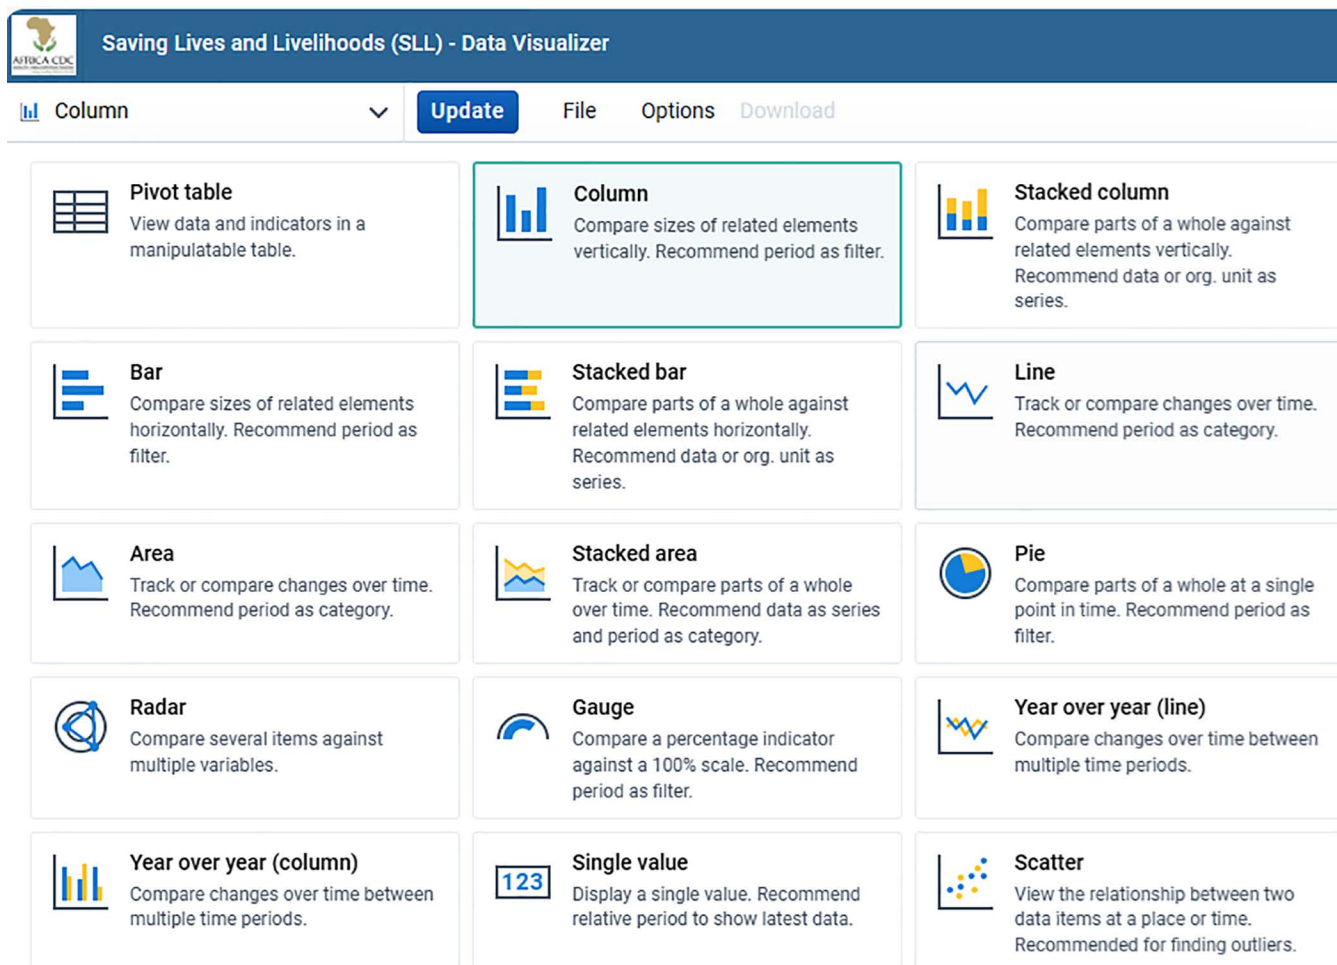 AFRICA CDC
Saving Lives and Livelihoods (SLL) - Data Visualizer
Column
Update
File
Options
Download
Pivot table
View data and indicators in a
manipulatable table.
Column
Compare sizes of related elements
vertically. Recommend period as filter.
Stacked column
Compare parts of a whole against
related elements vertically.
Recommend data or org. unit as
series.
Bar
Compare sizes of related elements
horizontally. Recommend period as
filter.
Stacked bar
Compare parts of a whole against
related elements horizontally.
Recommend data or org. unit as
series.
Line
Track or compare changes over time.
Recommend period as category.
Area
Track or compare changes over time.
Recommend period as category.
Stacked area
Track or compare parts of a whole
over time. Recommend data as series
and period as category.
Pie
Compare parts of a whole at a single
point in time. Recommend period as
filter.
Radar
Compare several items against
multiple variables.
Gauge
Compare a percentage indicator
against a 100% scale. Recommend
period as filter.
Year over year (line)
Compare changes over time between
multiple time periods.
Year over year (column)
Compare changes over time between
multiple time periods.
123
Single value
Display a single value. Recommend
relative period to show latest data.
Scatter
View the relationship between two
data items at a place or time.
Recommended for finding outliers.